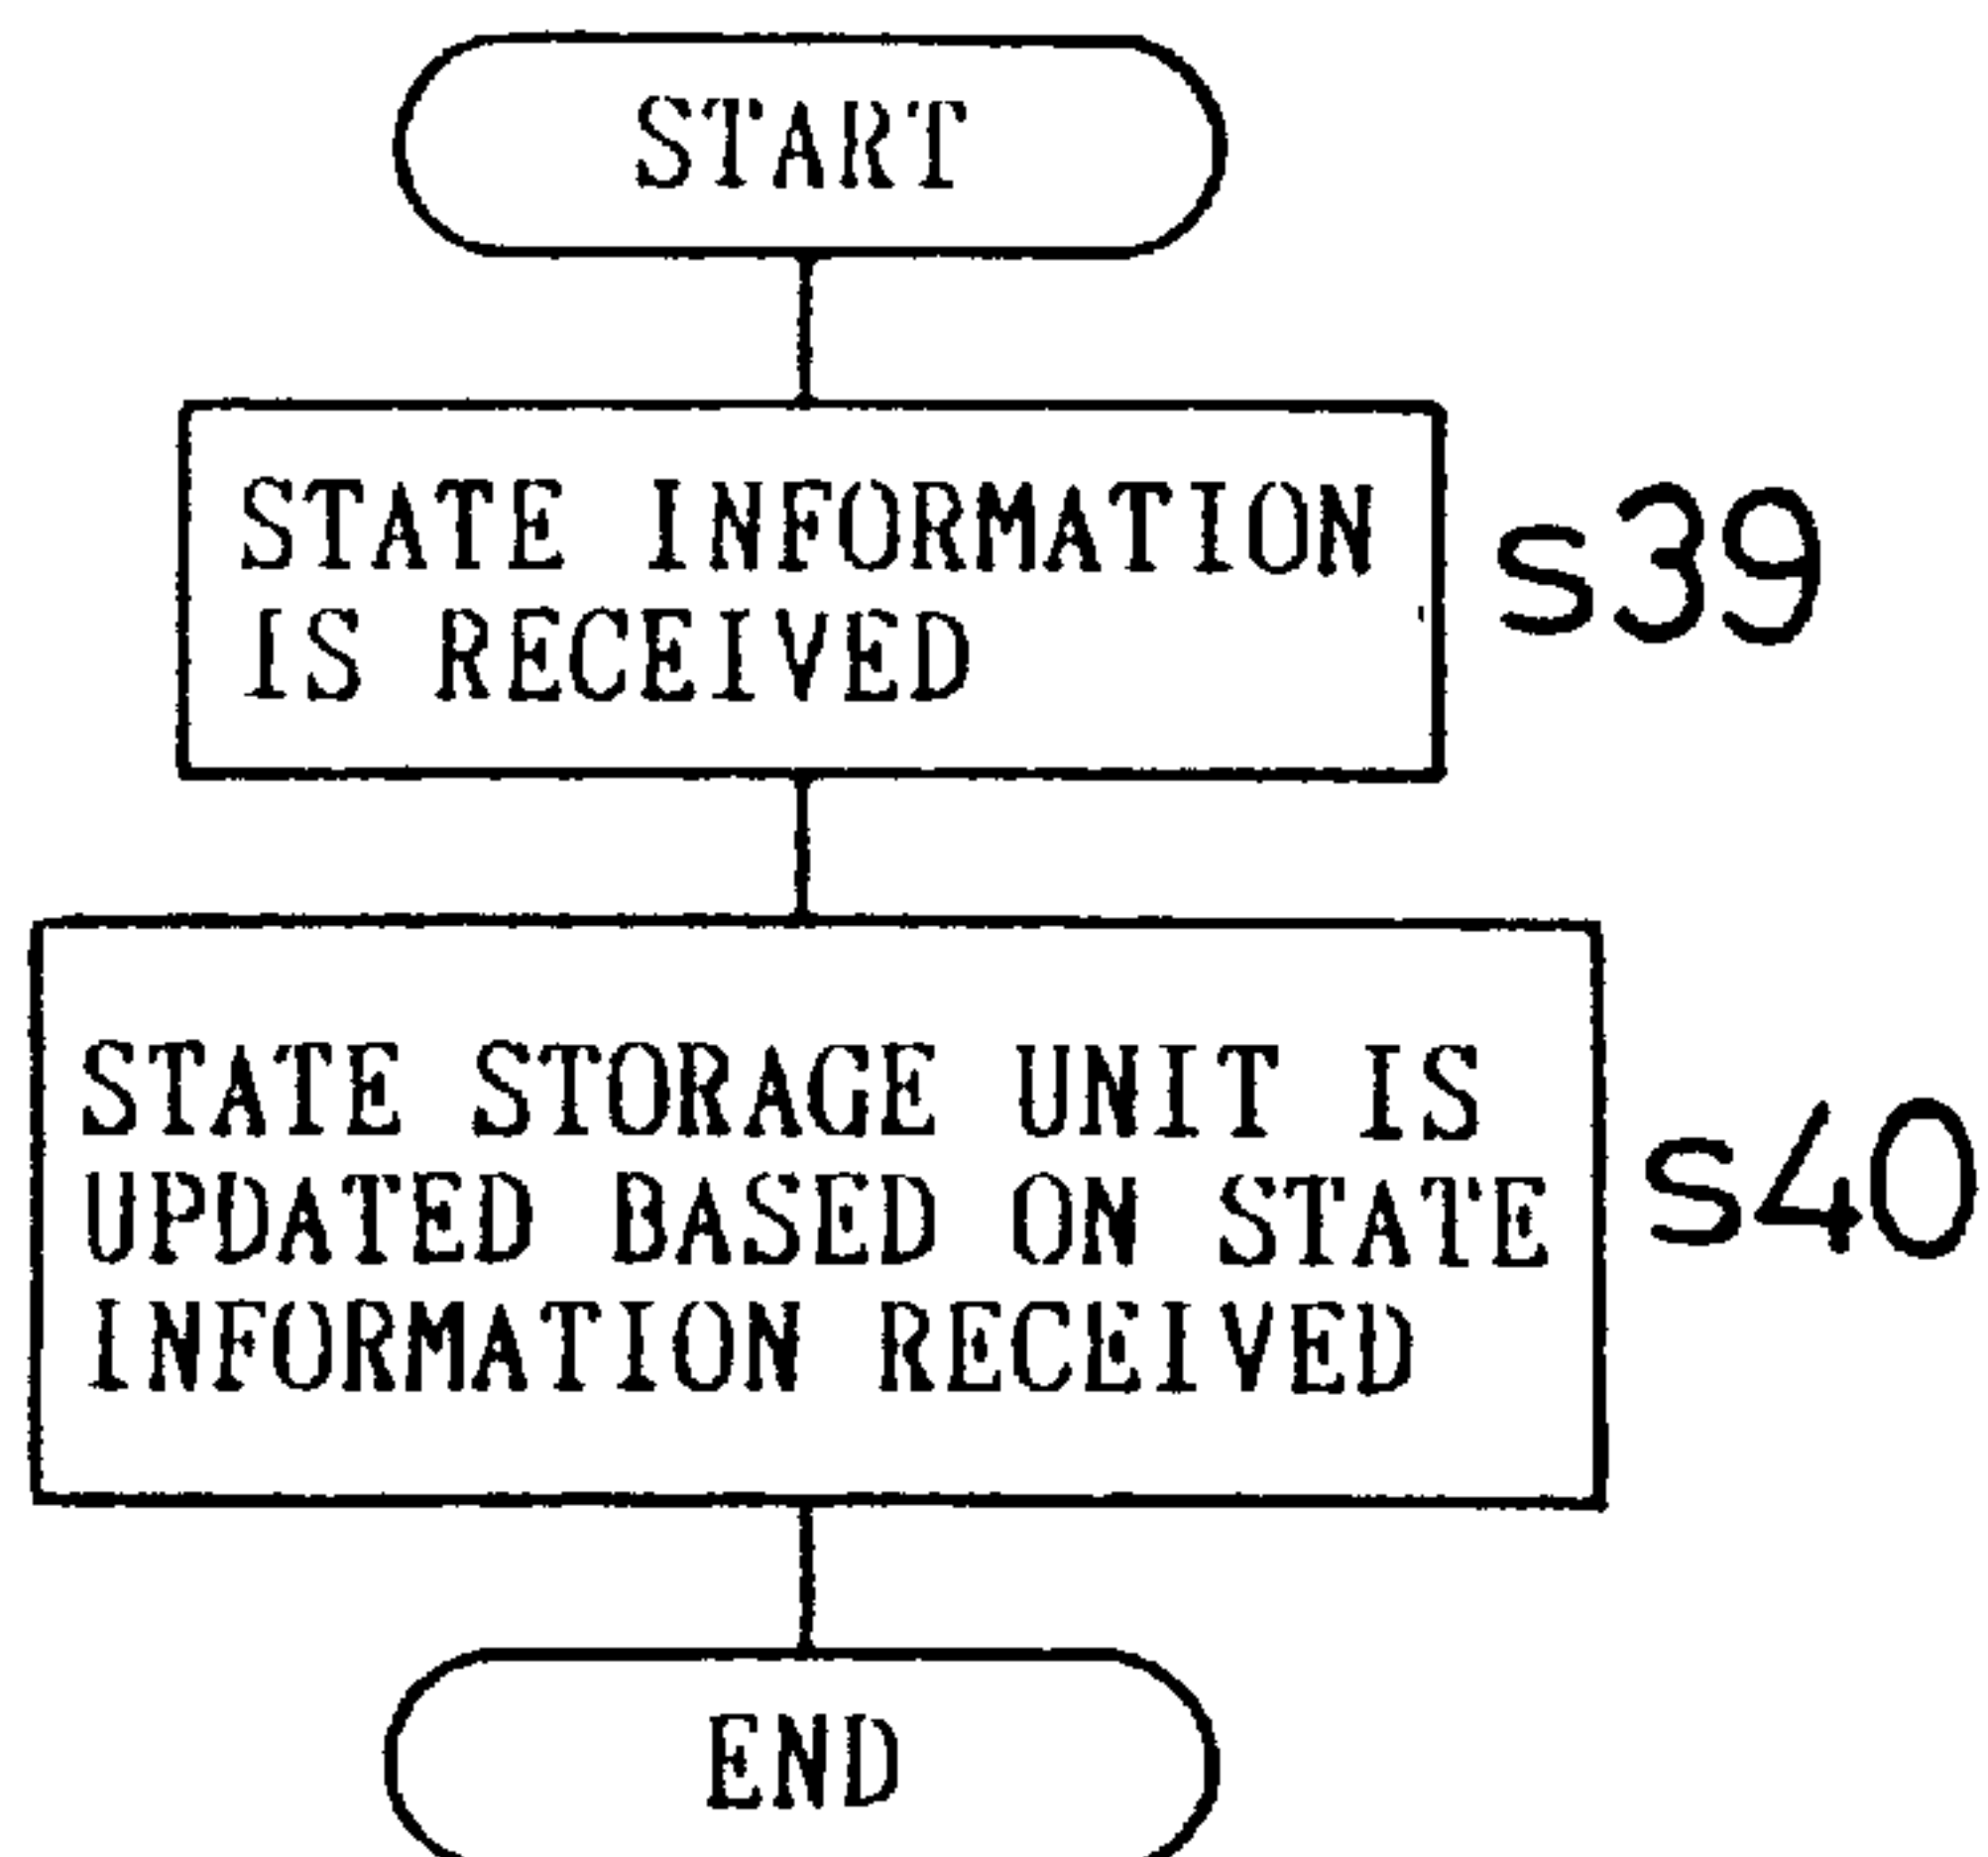 START
STATE INFORMATION
IS RECEIVED
s39
STATE STORAGE UNIT IS
UPDATED BASED ON STATE
INFORMATION RECEIVED
s40
END